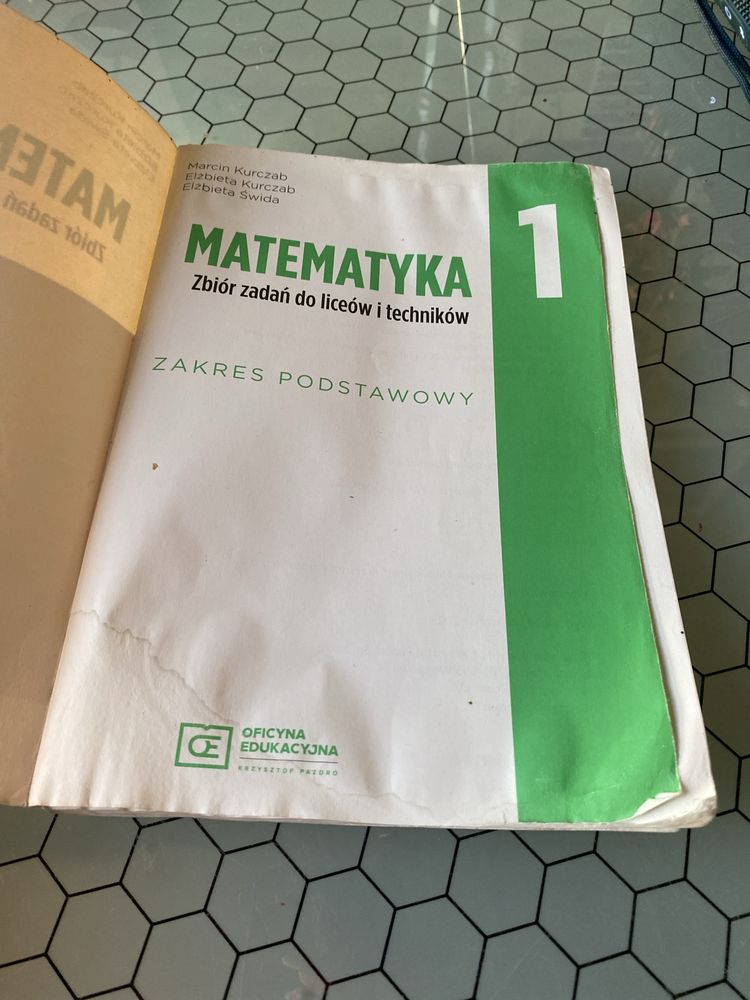 Marcin Kurczab
Elżbieta Kurczab
Elżbieta Świda
MATEMATYKA
1
Zbiór zadań do liceów i techników
ZAKRES PODSTAWOWY
OE
OFICYNA
EDUKACYJNA
KRZYSZTOF PAZDRO
MATEM
Zbiór zadań